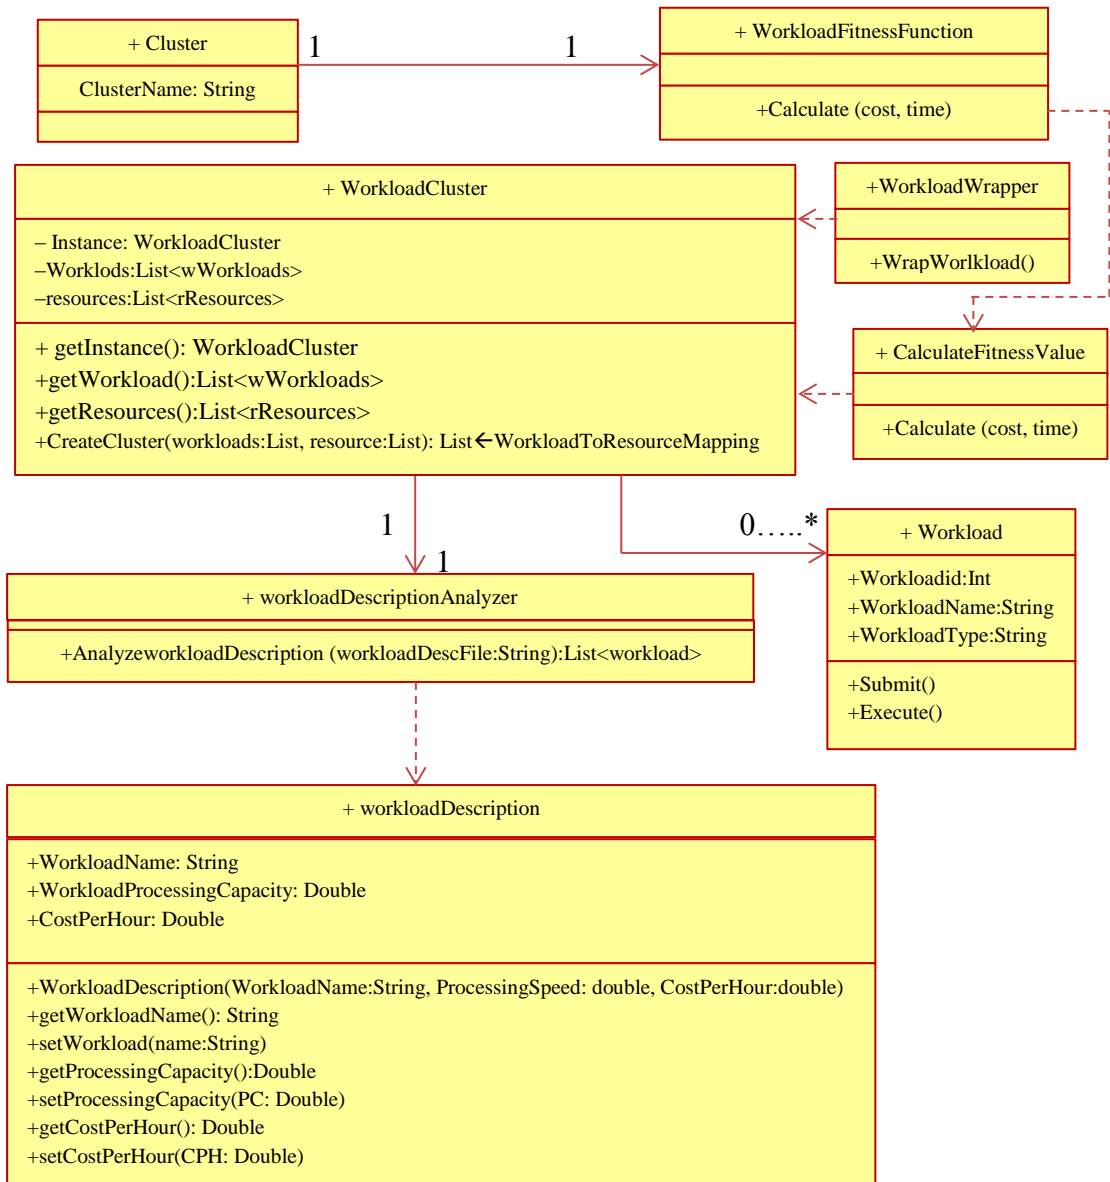 + Cluster
ClusterName: String
1
1
+ WorkloadFitnessFunction
+Calculate (cost, time)
+ WorkloadCluster
– Instance: WorkloadCluster
–Worklods:List<wWorkloads>
–resources:List<rResources>
+ getInstance(): WorkloadCluster
+getWorkload():List<wWorkloads>
+getResources():List<rResources>
+CreateCluster(workloads:List, resource:List): List←WorkloadToResourceMapping
+WorkloadWrapper
+WrapWorlkload()
+ CalculateFitnessValue
+Calculate (cost, time)
1
1
0…..*
+ workloadDescriptionAnalyzer
+AnalyzeworkloadDescription (workloadDescFile:String):List<workload>
+ Workload
+Workloadid:Int
+WorkloadName:String
+WorkloadType:String
+Submit()
+Execute()
+ workloadDescription
+WorkloadName: String
+WorkloadProcessingCapacity: Double
+CostPerHour: Double
+WorkloadDescription(WorkloadName:String, ProcessingSpeed: double, CostPerHour:double)
+getWorkloadName(): String
+setWorkload(name:String)
+getProcessingCapacity():Double
+setProcessingCapacity(PC: Double)
+getCostPerHour(): Double
+setCostPerHour(CPH: Double)